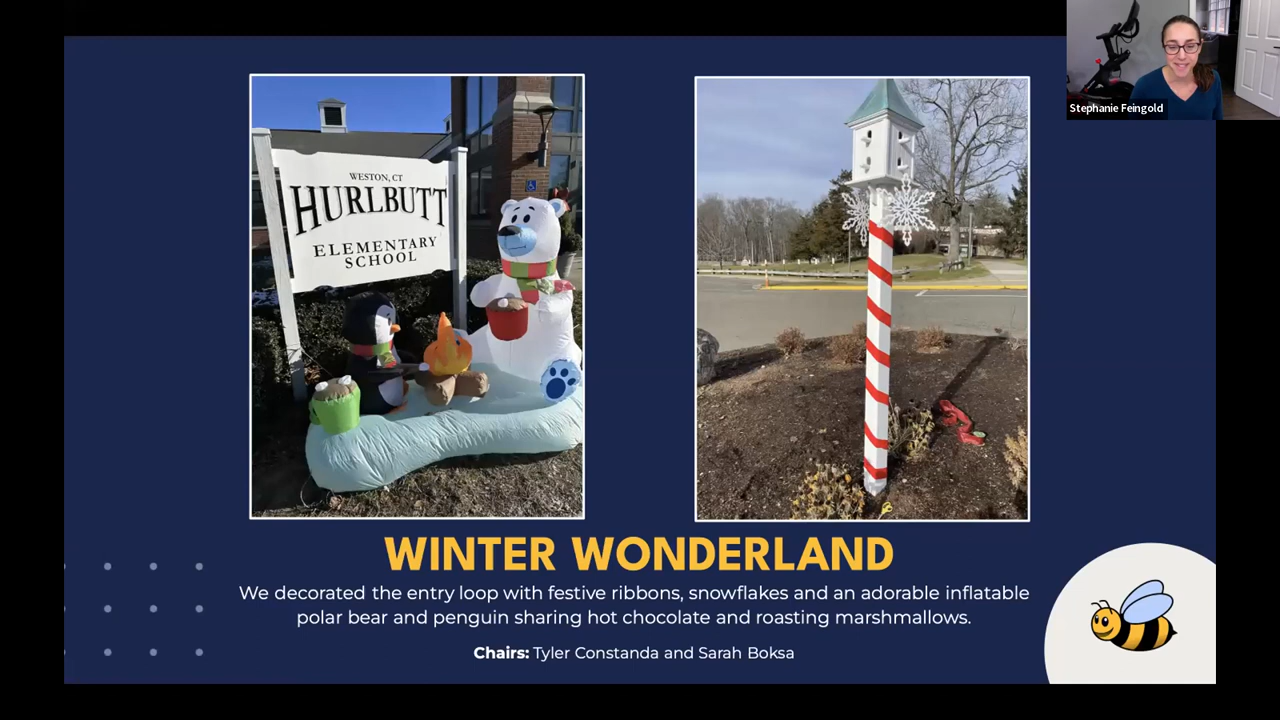 Stephanie Feingold
WESTON, CT
HURLBUTT
ELEMENTARY
SCHOOL
WINTER WONDERLAND
We decorated the entry loop with festive ribbons, snowflakes and an adorable inflatable
polar bear and penguin sharing hot chocolate and roasting marshmallows.
Chairs: Tyler Constanda and Sarah Boksa